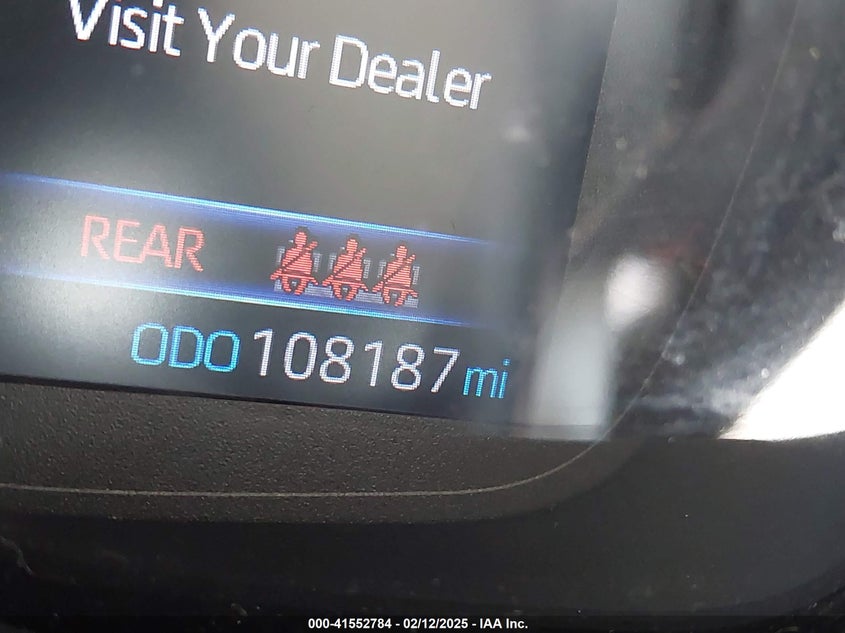 Visit Your Dealer
REAR
ODO 108187 mi
000-41552784 - 02/12/2025 - IAA Inc.